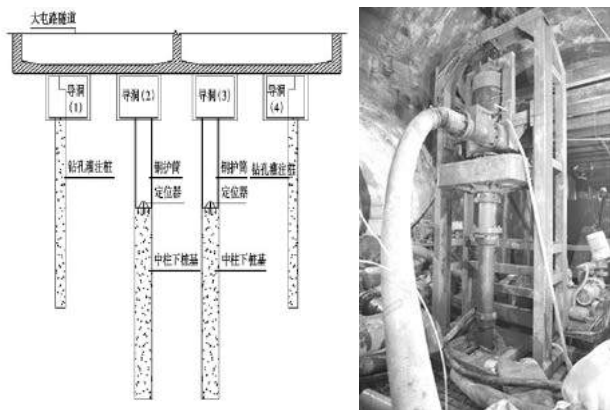 大屯路隧道
导洞
(1)
导洞(2)
导洞(3)
导洞
(4)
钻孔灌注桩
钢护筒
定位器
钢护筒
定位器
钻孔灌注桩
中柱下桩基
中柱下桩基